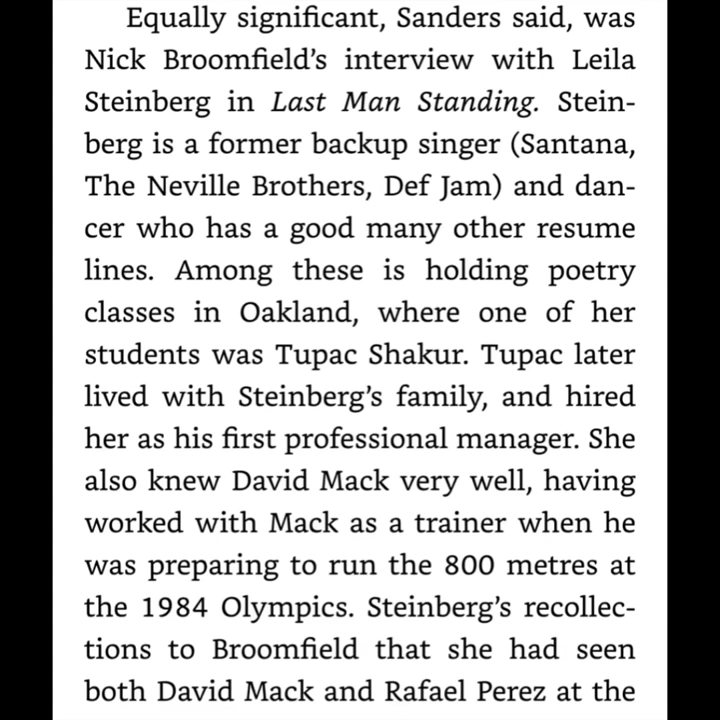 Equally significant, Sanders said, was
Nick Broomfield’s interview with Leila
Steinberg in Last Man Standing. Stein-
berg is a former backup singer (Santana,
The Neville Brothers, Def Jam) and dan-
cer who has a good many other resume
lines. Among these is holding poetry
classes in Oakland, where one of her
students was Tupac Shakur. Tupac later
lived with Steinberg’s family, and hired
her as his first professional manager. She
also knew David Mack very well, having
worked with Mack as a trainer when he
was preparing to run the 800 metres at
the 1984 Olympics. Steinberg’s recollec-
tions to Broomfield that she had seen
both David Mack and Rafael Perez at the